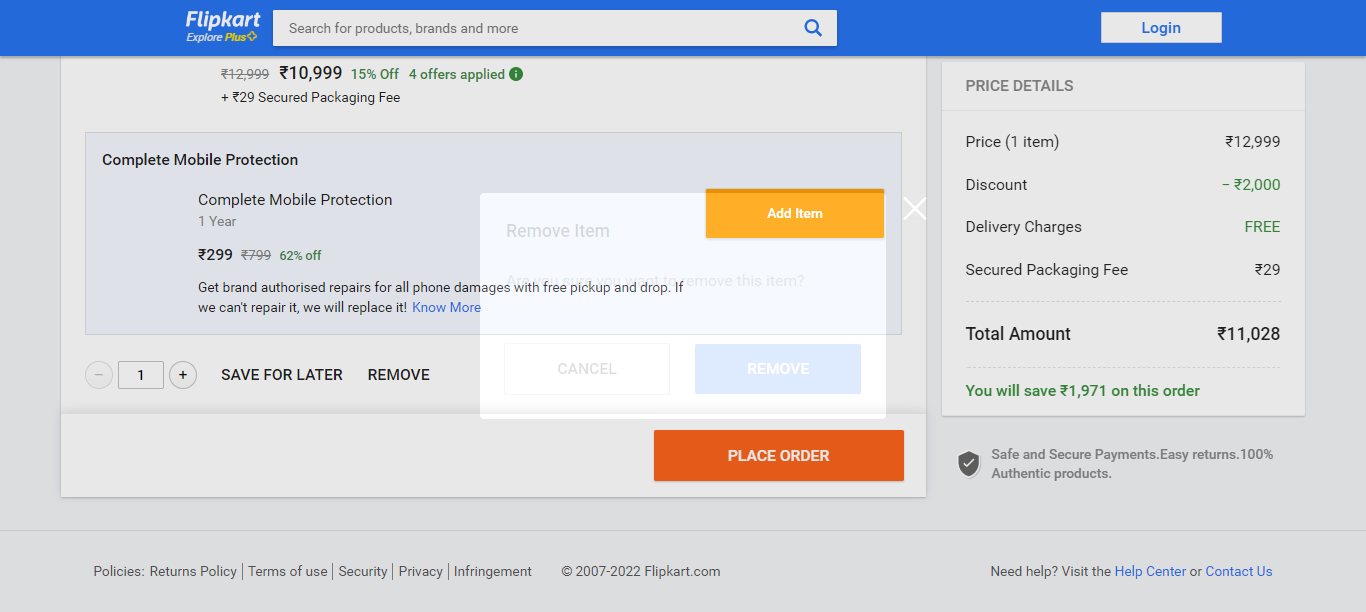 Flipkart
Explore Plus
Search for products, brands and more
Login
₹12,999 ₹10,999 15% Off 4 offers applied i
+ ₹29 Secured Packaging Fee
Complete Mobile Protection
Complete Mobile Protection
1 Year
₹299 ₹799 62% off
Get brand authorised repairs for all phone damages with free pickup and drop. If
we can't repair it, we will replace it! Know More
Add Item
Remove Item
Are you sure you want to remove this item?
CANCEL REMOVE
− 1 + SAVE FOR LATER REMOVE
PLACE ORDER
PRICE DETAILS
Price (1 item) ₹12,999
Discount − ₹2,000
Delivery Charges FREE
Secured Packaging Fee ₹29
Total Amount ₹11,028
You will save ₹1,971 on this order
Safe and Secure Payments.Easy returns.100%
Authentic products.
Policies: Returns Policy | Terms of use | Security | Privacy | Infringement © 2007-2022 Flipkart.com Need help? Visit the Help Center or Contact Us